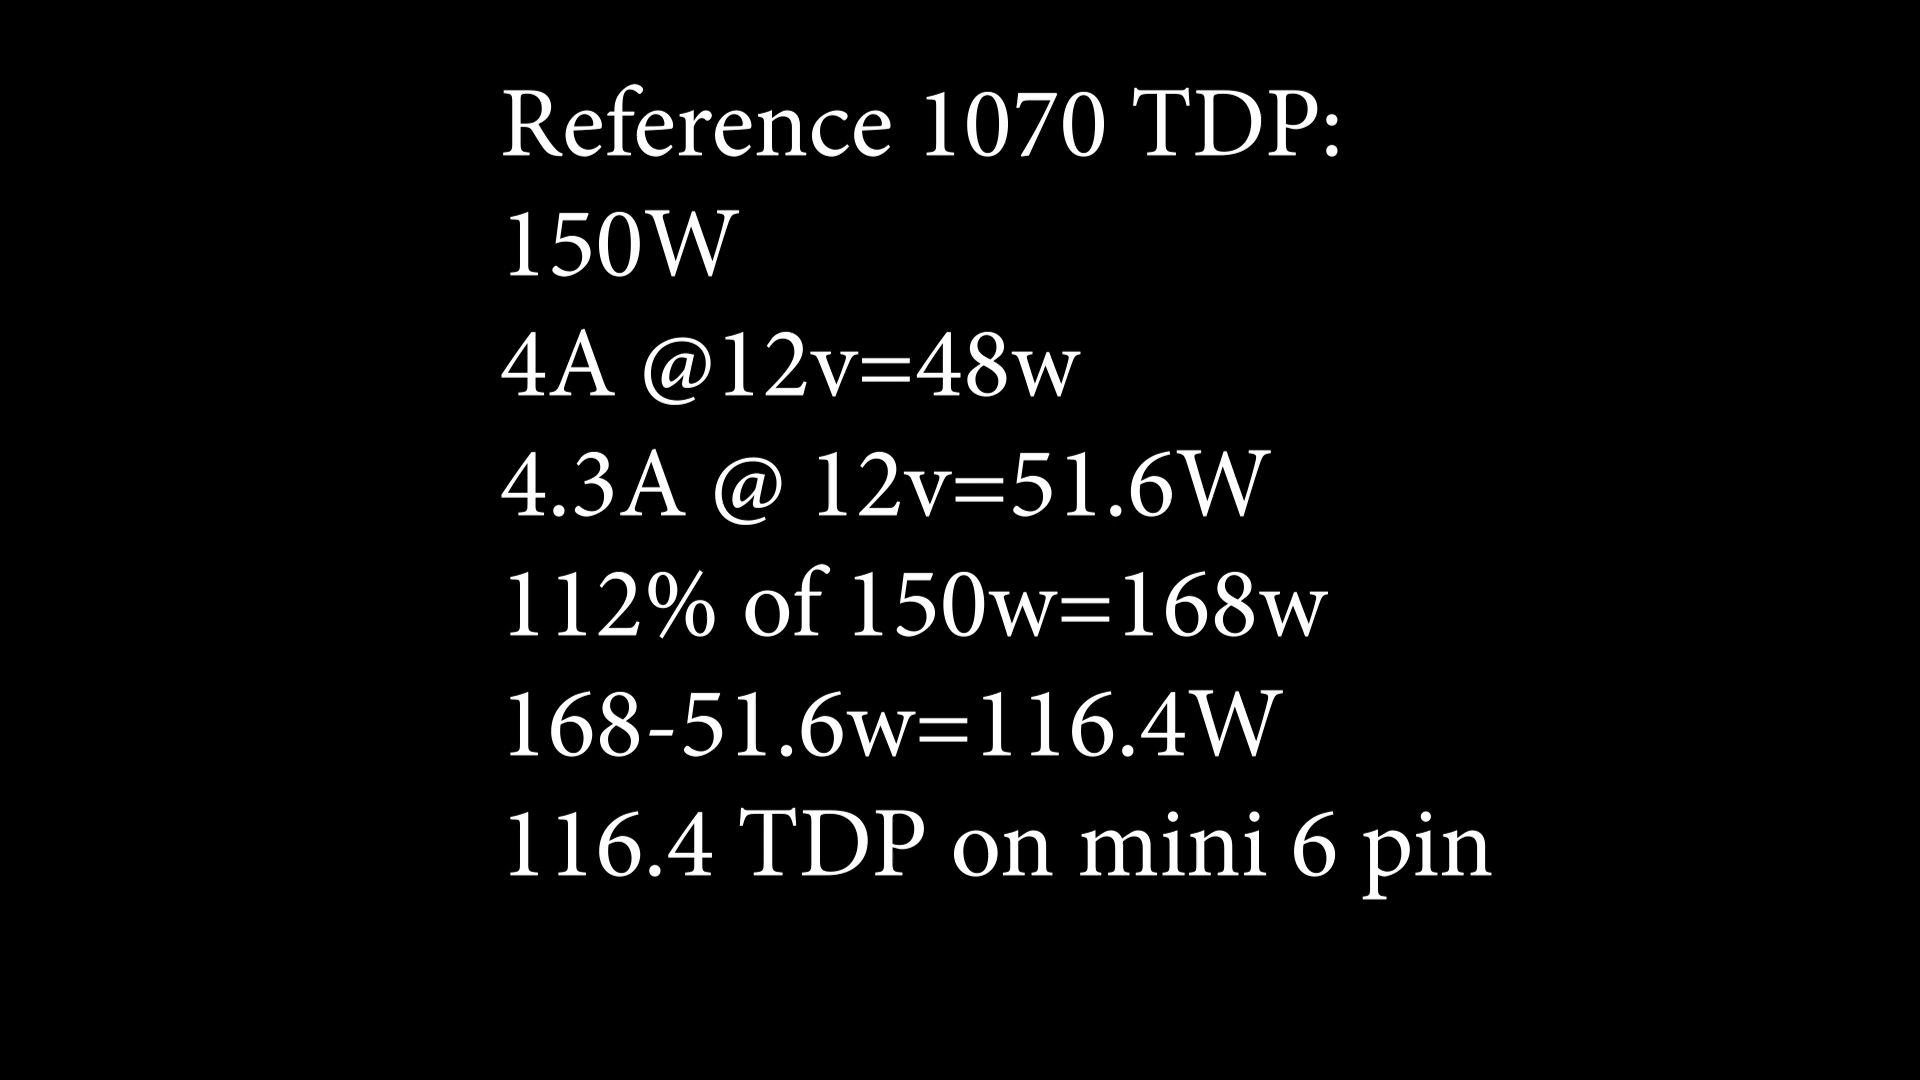 Reference 1070 TDP:
150W
4A @12v=48w
4.3A @ 12v=51.6W
112% of 150w=168w
168-51.6w=116.4W
116.4 TDP on mini 6 pin